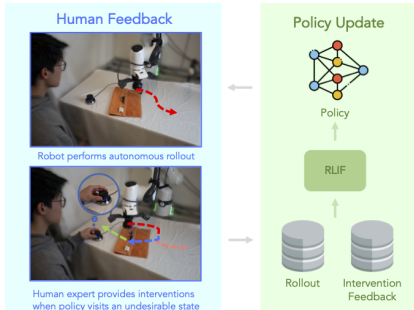 Human Feedback
Robot performs autonomous rollout
Human expert provides interventions
when policy visits an undesirable state
Policy Update
Policy
RLIF
Rollout
Intervention
Feedback